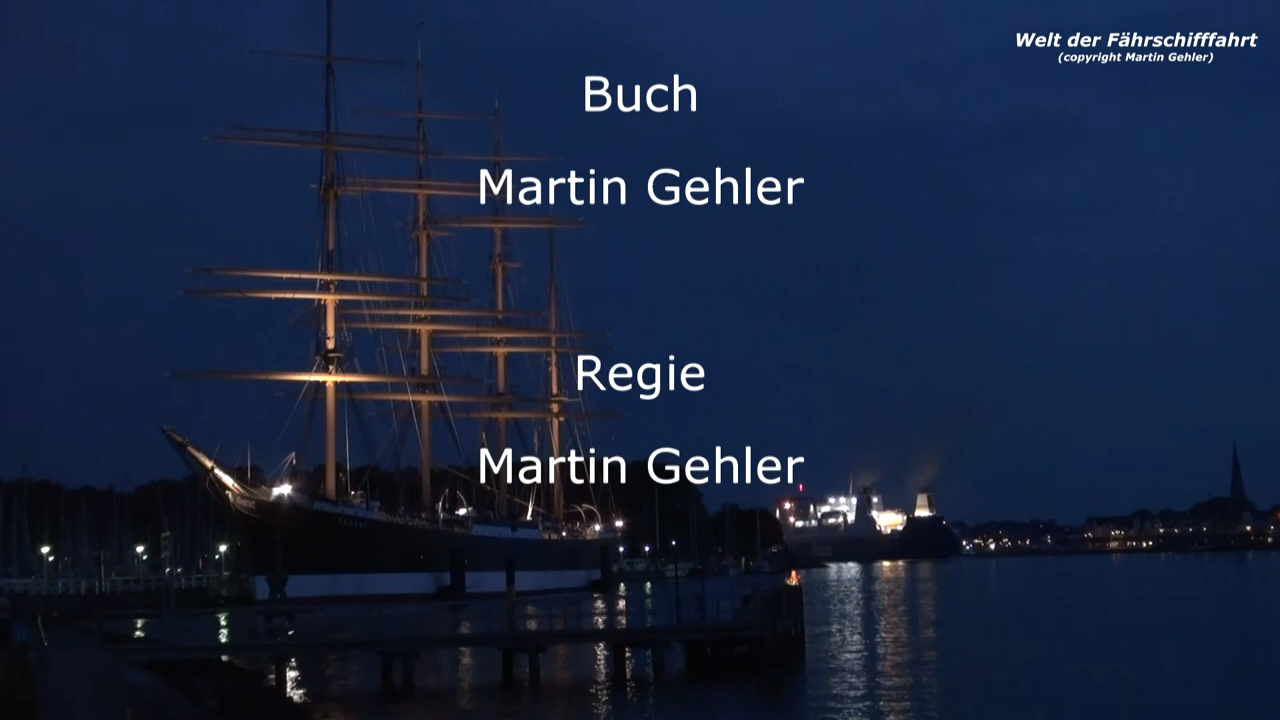 Welt der Fährschifffahrt
(copyright Martin Gehler)
Buch
Martin Gehler
Regie
Martin Gehler